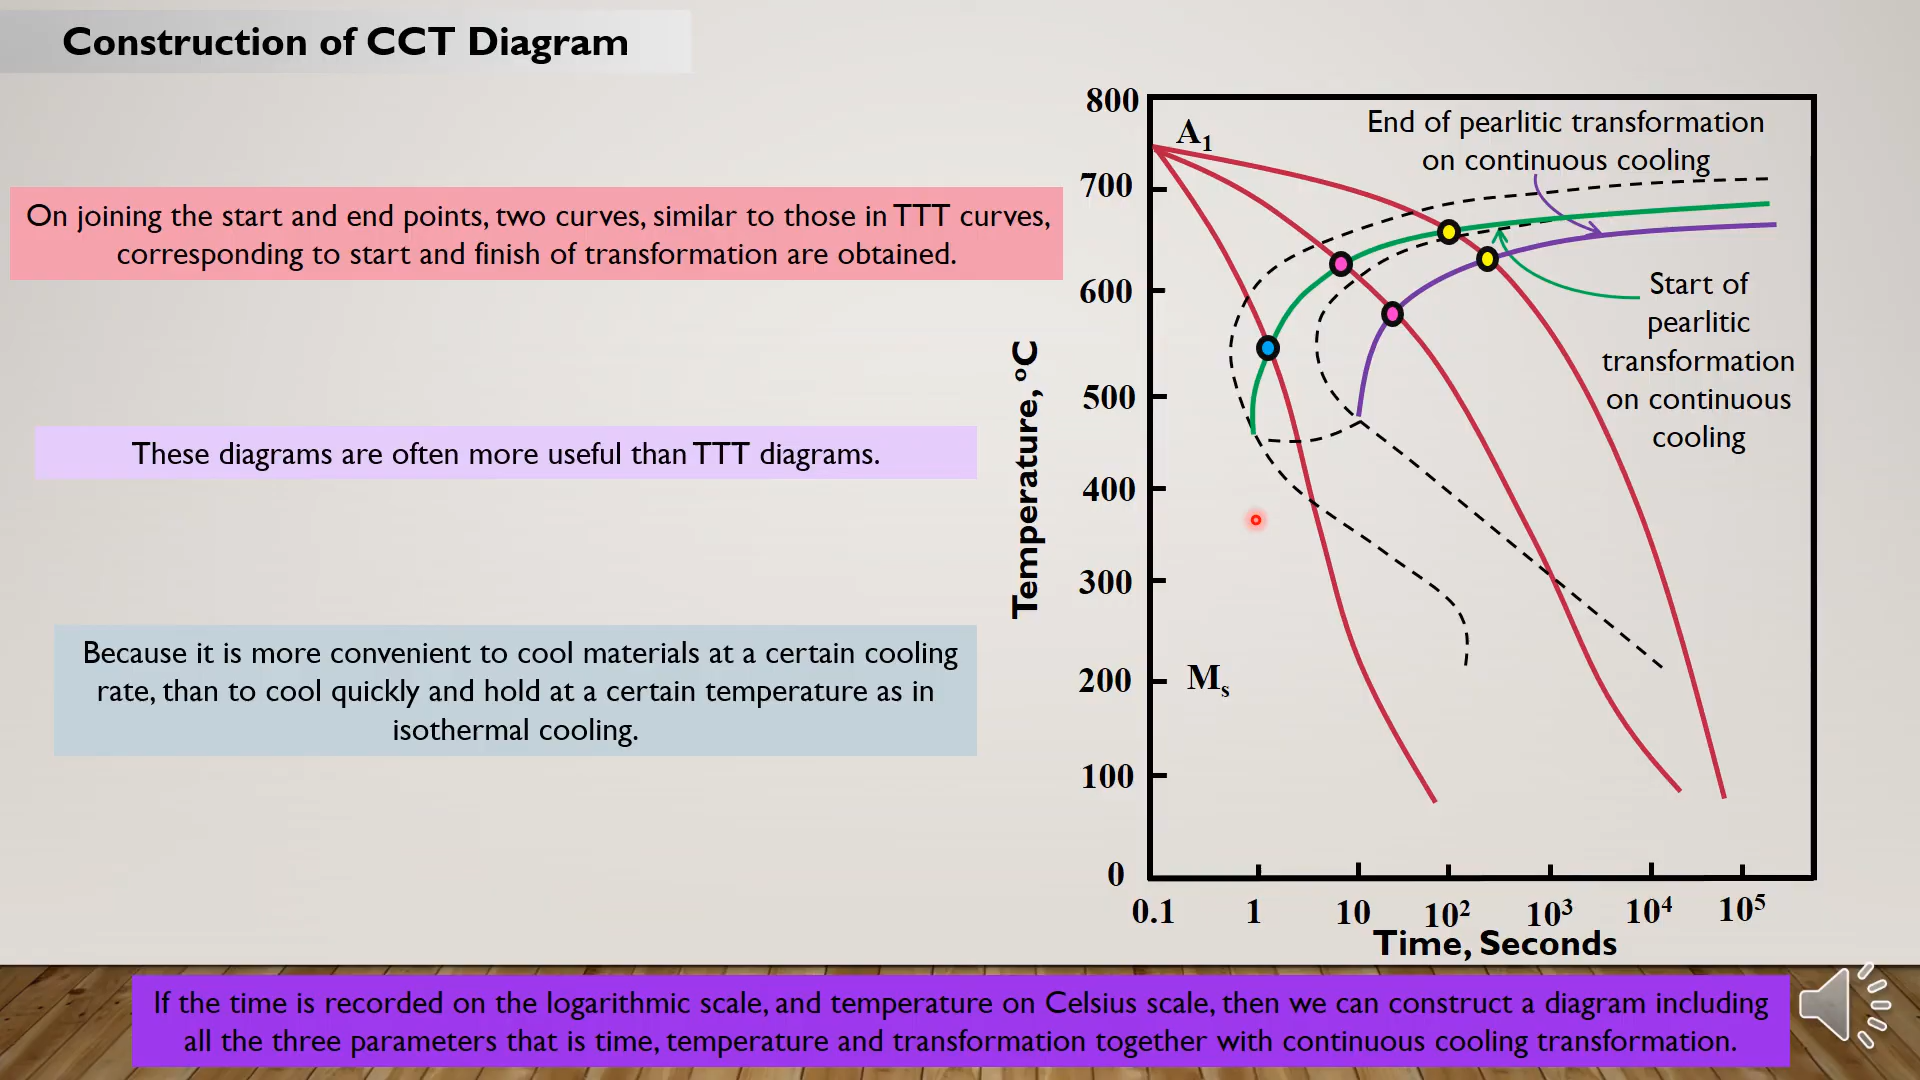 Construction of CCT Diagram
On joining the start and end points, two curves, similar to those in TTT curves,
corresponding to start and finish of transformation are obtained.
These diagrams are often more useful than TTT diagrams.
Because it is more convenient to cool materials at a certain cooling
rate, than to cool quickly and hold at a certain temperature as in
isothermal cooling.
800
700
600
500
400
300
200
100
0
Temperature, °C
A₁
End of pearlitic transformation
on continuous cooling
Start of
pearlitic
transformation
on continuous
cooling
Mₛ
0.1 1 10 10² 10³ 10⁴ 10⁵
Time, Seconds
If the time is recorded on the logarithmic scale, and temperature on Celsius scale, then we can construct a diagram including
all the three parameters that is time, temperature and transformation together with continuous cooling transformation.